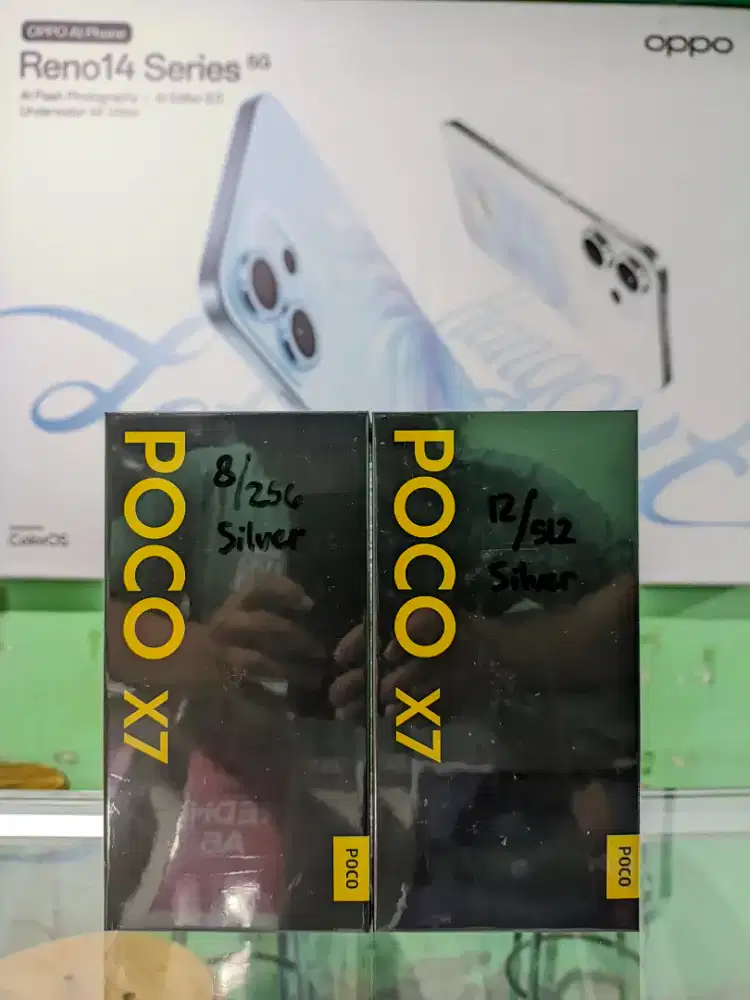 OPPO AI Phone
Reno14 Series 5G
oppo
ColorOS
POCO X7
8/256
Silver
POCO
POCO X7
12/512
Silver
POCO